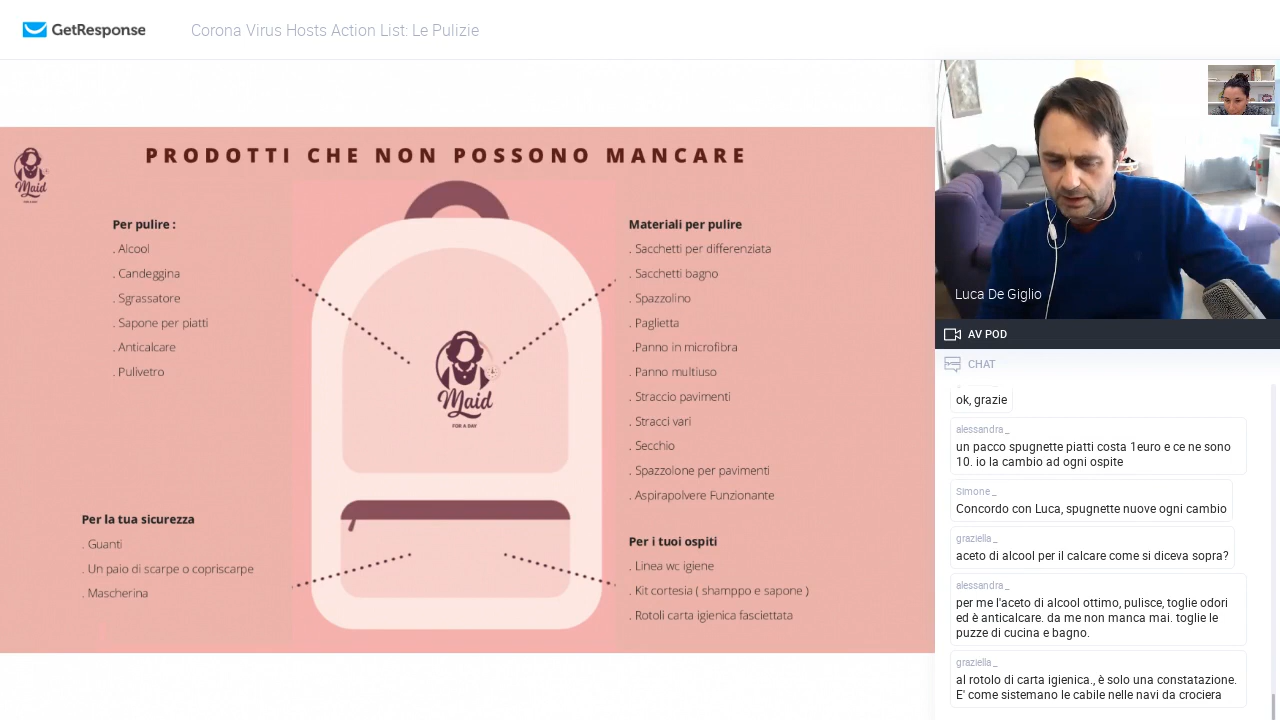 GetResponse
Corona Virus Hosts Action List: Le Pulizie
Maid
FOR A DAY
PRODOTTI CHE NON POSSONO MANCARE
Per pulire :
. Alcool
. Candeggina
. Sgrassatore
. Sapone per piatti
. Anticalcare
. Pulivetro
Per la tua sicurezza
. Guanti
. Un paio di scarpe o copriscarpe
. Mascherina
Maid
FOR A DAY
Materiali per pulire
. Sacchetti per differenziata
. Sacchetti bagno
. Spazzolino
. Paglietta
.Panno in microfibra
. Panno multiuso
. Straccio pavimenti
. Stracci vari
. Secchio
. Spazzolone per pavimenti
. Aspirapolvere Funzionante
Per i tuoi ospiti
. Linea wc igiene
. Kit cortesia ( shamppo e sapone )
. Rotoli carta igienica fasciettata
Luca De Giglio
AV POD
CHAT
ok, grazie
alessandra _
un pacco spugnette piatti costa 1euro e ce ne sono
10. io la cambio ad ogni ospite
Simone _
Concordo con Luca, spugnette nuove ogni cambio
graziella _
aceto di alcool per il calcare come si diceva sopra?
alessandra _
per me l'aceto di alcool ottimo, pulisce, toglie odori
ed è anticalcare. da me non manca mai. toglie le
puzze di cucina e bagno.
graziella _
al rotolo di carta igienica., è solo una constatazione.
E' come sistemano le cabile nelle navi da crociera